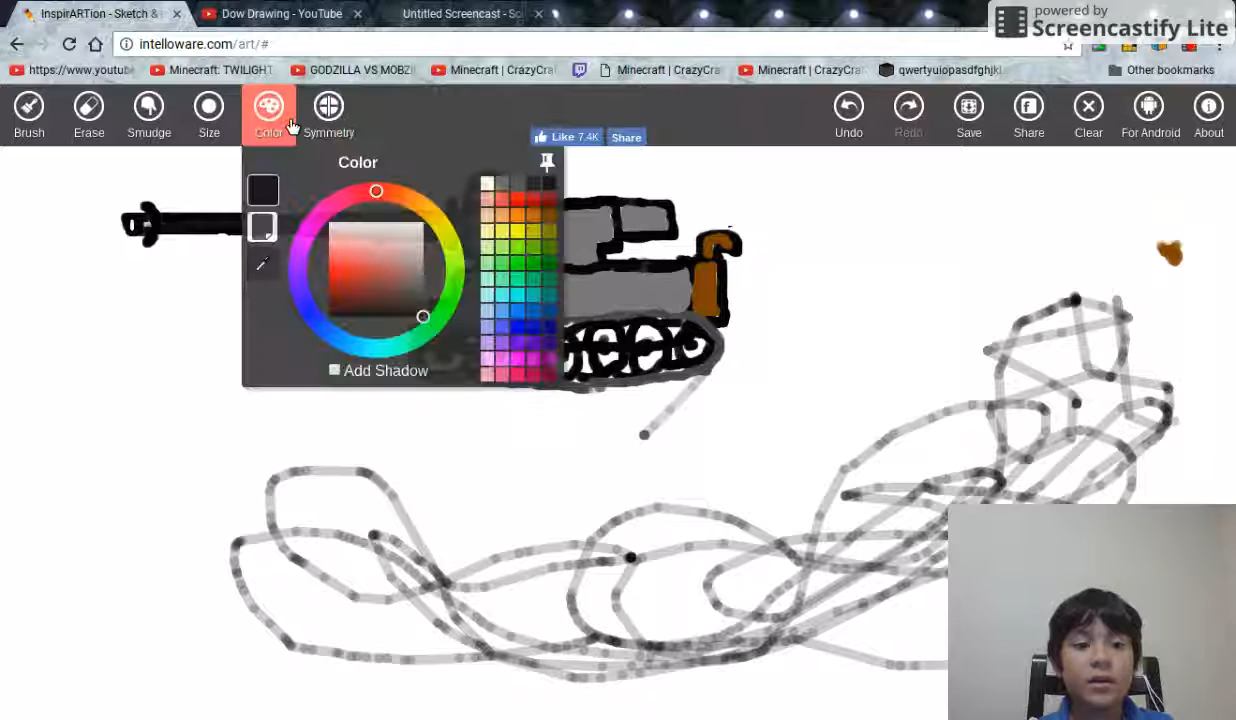 powered by
Screencastify Lite
InspirARTion - Sketch &
Dow Drawing - YouTube
Untitled Screencast - Sc
intelloware.com/art/#
https://www.youtub
Minecraft: TWILIGHT
GODZILLA VS MOBZI
Minecraft | CrazyCra
Minecraft | CrazyCra
Minecraft | CrazyCra
qwertyuiopasdfghjkl
Other bookmarks
Brush
Erase
Smudge
Size
Color
Symmetry
Like 7.4K
Share
Undo
Redo
Save
Share
Clear
For Android
About
Color
Add Shadow